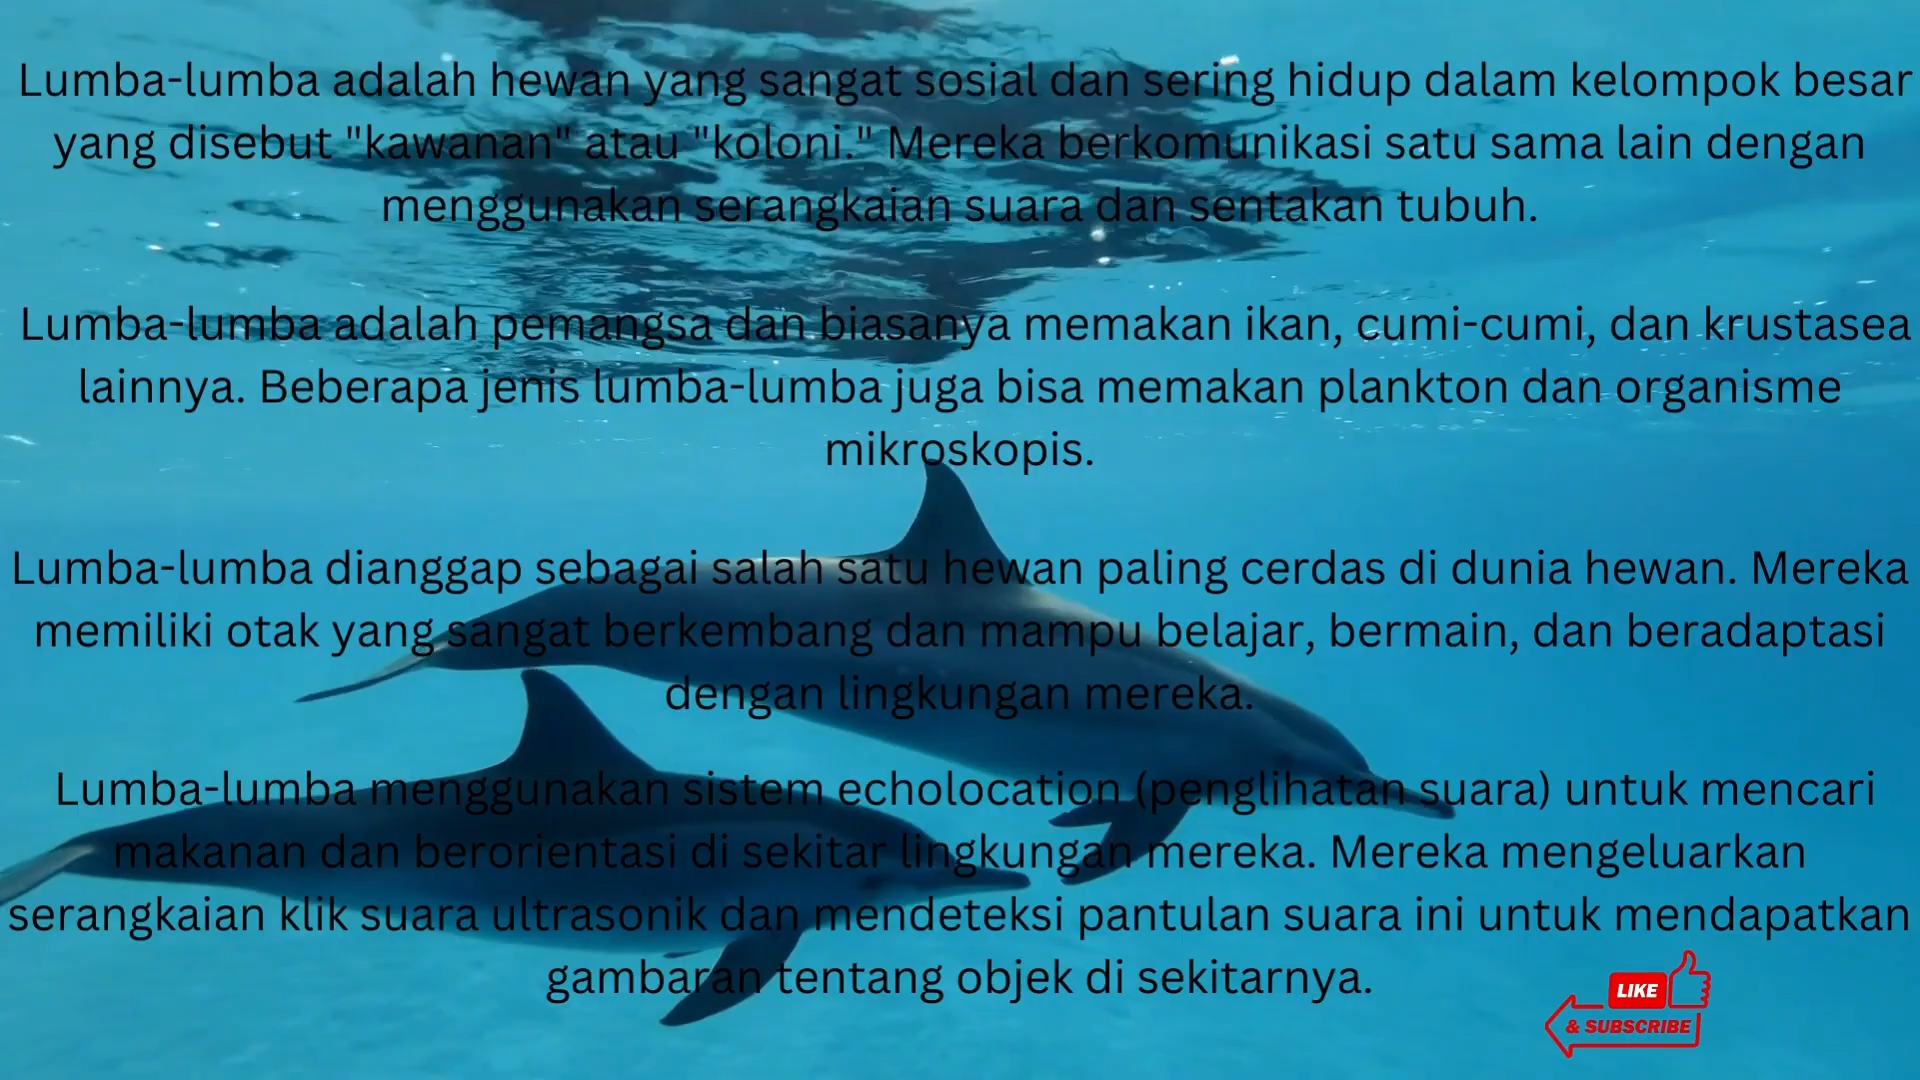 Lumba-lumba adalah hewan yang sangat sosial dan sering hidup dalam kelompok besar
yang disebut "kawanan" atau "koloni." Mereka berkomunikasi satu sama lain dengan
menggunakan serangkaian suara dan sentakan tubuh.
Lumba-lumba adalah pemangsa dan biasanya memakan ikan, cumi-cumi, dan krustasea
lainnya. Beberapa jenis lumba-lumba juga bisa memakan plankton dan organisme
mikroskopis.
Lumba-lumba dianggap sebagai salah satu hewan paling cerdas di dunia hewan. Mereka
memiliki otak yang sangat berkembang dan mampu belajar, bermain, dan beradaptasi
dengan lingkungan mereka.
Lumba-lumba menggunakan sistem echolocation (penglihatan suara) untuk mencari
makanan dan berorientasi di sekitar lingkungan mereka. Mereka mengeluarkan
serangkaian klik suara ultrasonik dan mendeteksi pantulan suara ini untuk mendapatkan
gambaran tentang objek di sekitarnya.
LIKE
& SUBSCRIBE